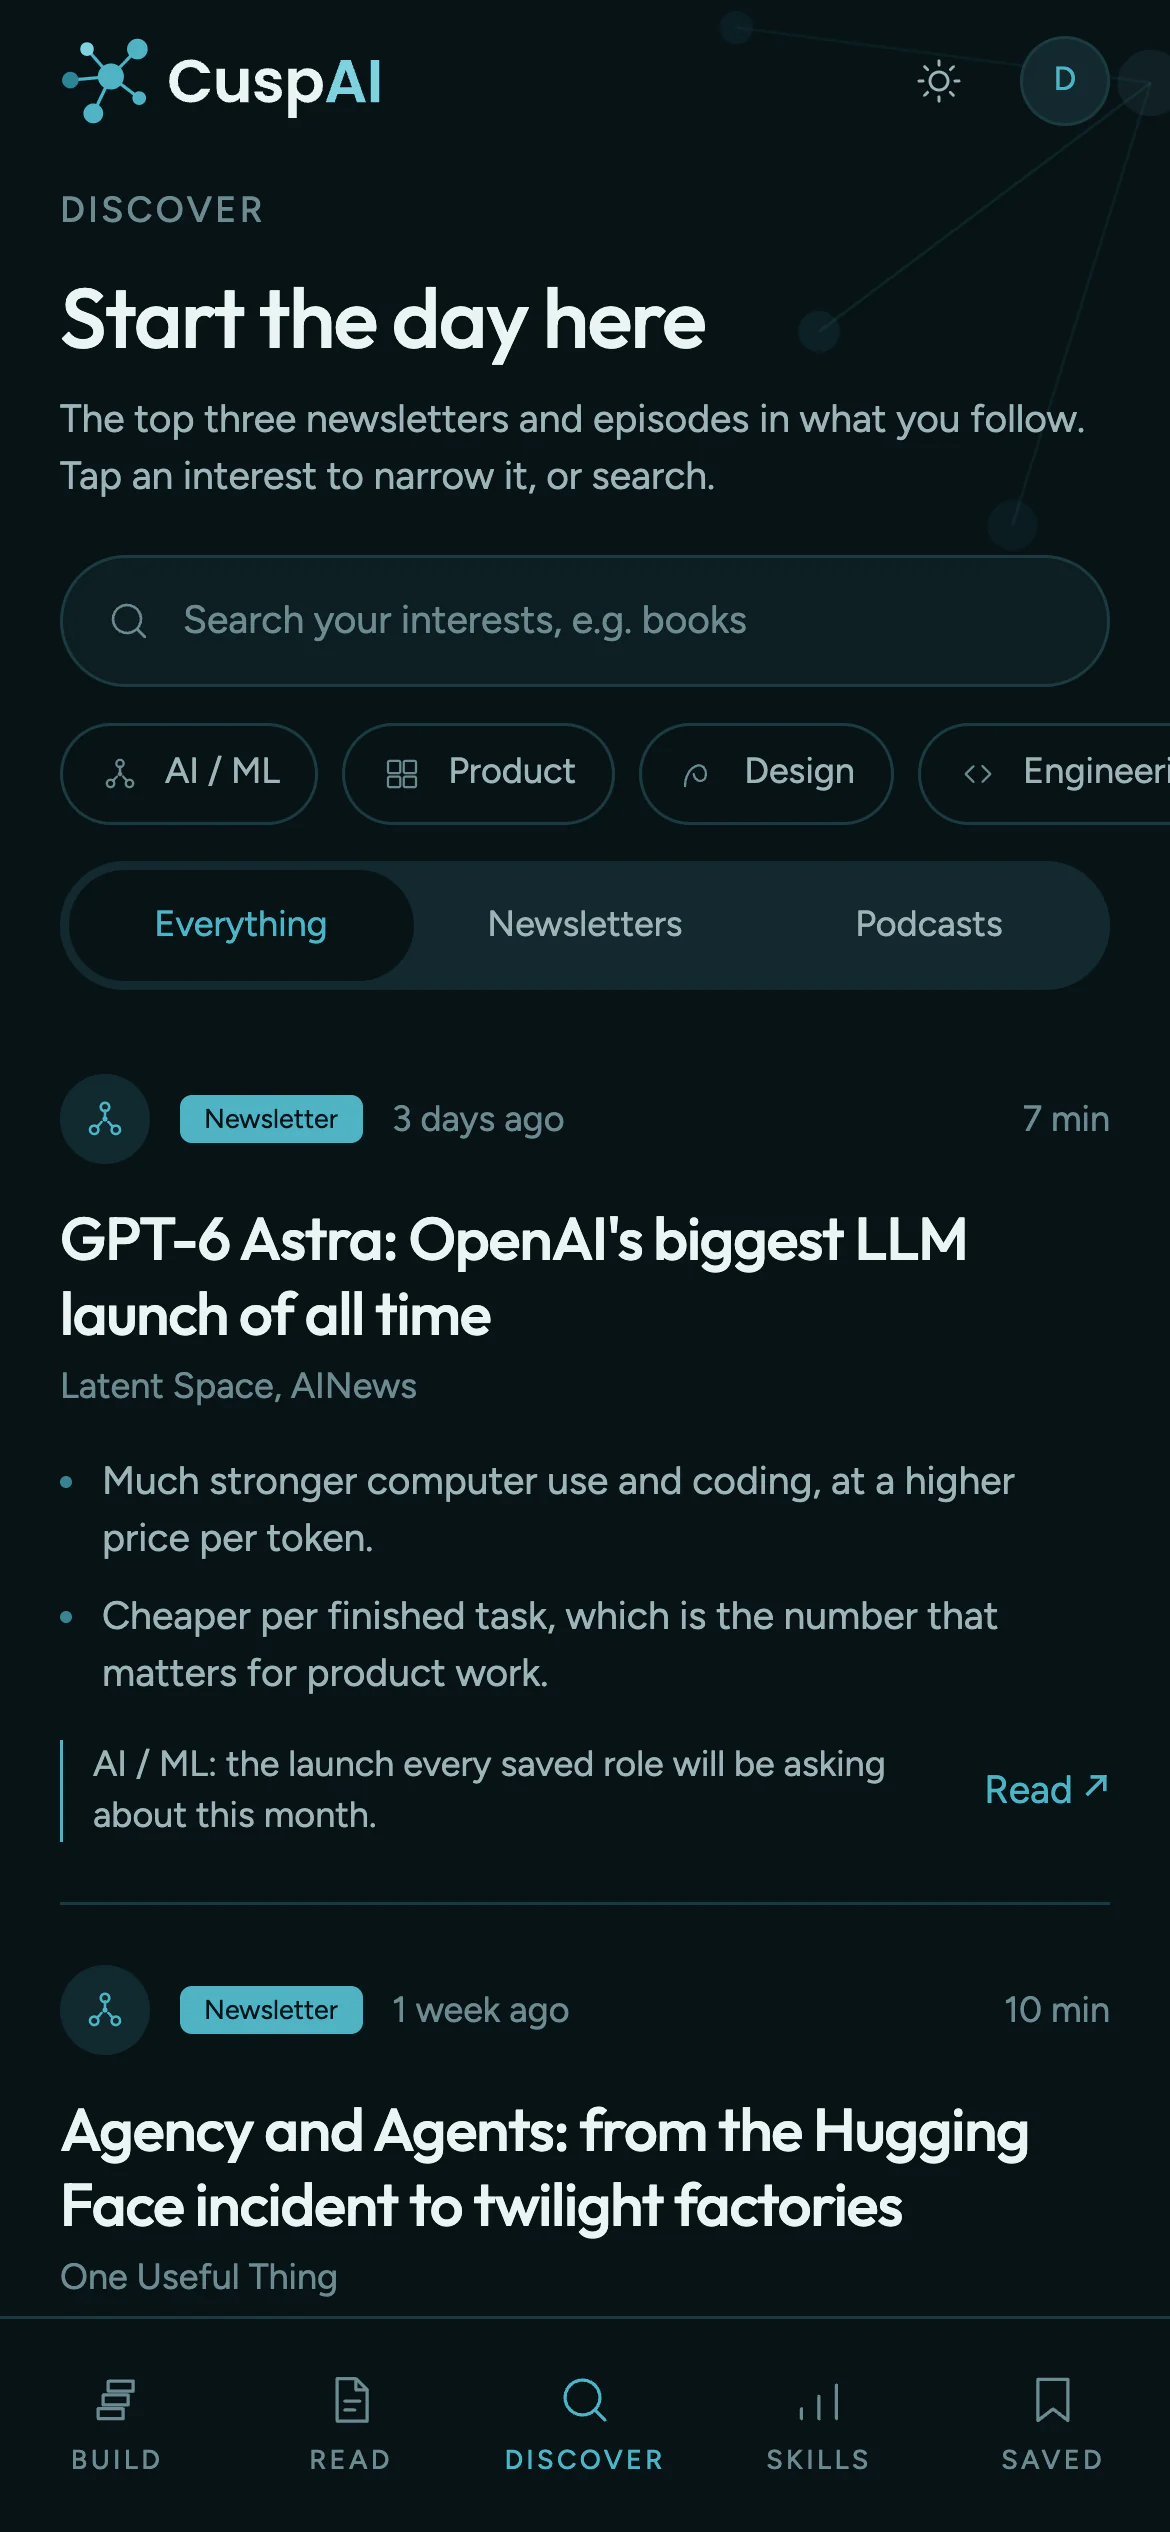 CuspAI
D
DISCOVER
Start the day here
The top three newsletters and episodes in what you follow.
Tap an interest to narrow it, or search.
Search your interests, e.g. books
AI / ML
Product
Design
Engineeri
Everything
Newsletters
Podcasts
Newsletter
3 days ago
7 min
GPT-6 Astra: OpenAI's biggest LLM
launch of all time
Latent Space, AINews
• Much stronger computer use and coding, at a higher
price per token.
• Cheaper per finished task, which is the number that
matters for product work.
AI / ML: the launch every saved role will be asking
about this month.
Read ↗
Newsletter
1 week ago
10 min
Agency and Agents: from the Hugging
Face incident to twilight factories
One Useful Thing
BUILD
READ
DISCOVER
SKILLS
SAVED